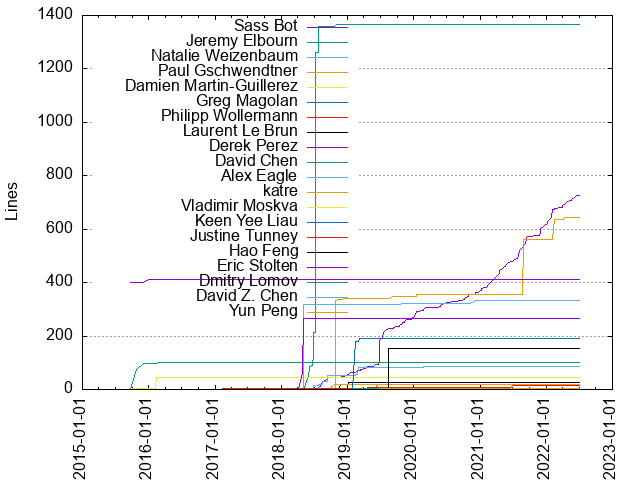 1400
1200
1000
800
600
400
200
0
Lines
Sass Bot
Jeremy Elbourn
Natalie Weizenbaum
Paul Gschwendtner
Damien Martin-Guillerez
Greg Magolan
Philipp Wollermann
Laurent Le Brun
Derek Perez
David Chen
Alex Eagle
katre
Vladimir Moskva
Keen Yee Liau
Justine Tunney
Hao Feng
Eric Stolten
Dmitry Lomov
David Z. Chen
Yun Peng
2015-01-01
2016-01-01
2017-01-01
2018-01-01
2019-01-01
2020-01-01
2021-01-01
2022-01-01
2023-01-01